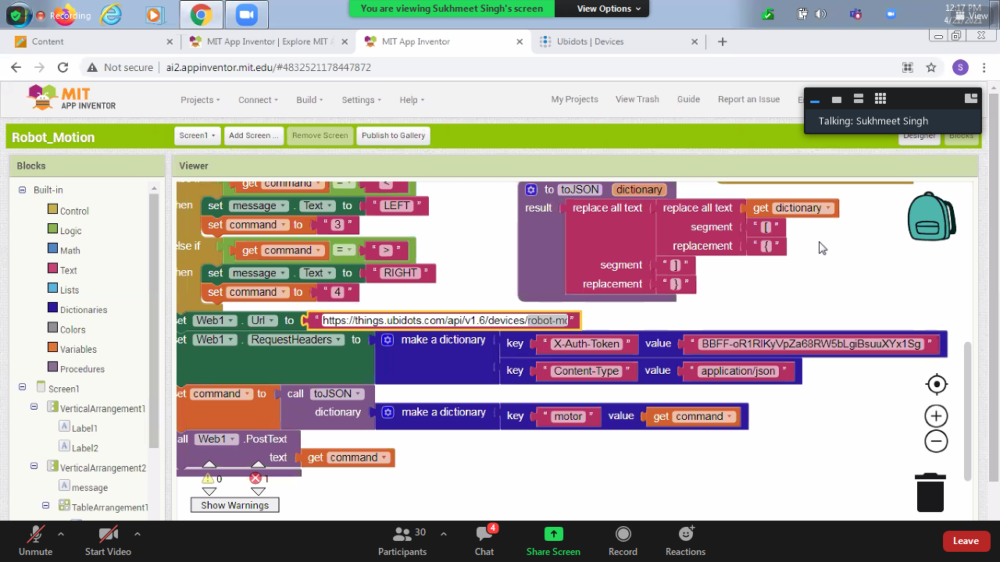 Recording
You are viewing Sukhmeet Singh's screen
View Options
12:17 PM
4/21/2021
View
Content
MIT App Inventor | Explore MIT A
MIT App Inventor
Ubidots | Devices
Not secure
ai2.appinventor.mit.edu/#4832521178447872
S
MIT
APP INVENTOR
Projects
Connect
Build
Settings
Help
My Projects
View Trash
Guide
Report an Issue
Talking: Sukhmeet Singh
Robot_Motion
Screen1
Add Screen ...
Remove Screen
Publish to Gallery
Designer
Blocks
Blocks
Viewer
Built-in
Control
Logic
Math
Text
Lists
Dictionaries
Colors
Variables
Procedures
Screen1
VerticalArrangement1
Label1
Label2
VerticalArrangement2
message
TableArrangement1
get command = " < "
hen set message . Text to " LEFT "
set command to " 3 "
lse if get command = " > "
hen set message . Text to " RIGHT "
set command to " 4 "
et Web1 . Url to " https://things.ubidots.com/api/v1.6/devices/robot-mo "
et Web1 . RequestHeaders to make a dictionary key " X-Auth-Token " value " BBFF-oR1RlKyVpZa68RW5bLgiBsuuXYx1Sg "
key " Content-Type " value " application/json "
et command to call toJSON
dictionary make a dictionary key " motor " value get command
all Web1 .PostText
text get command
to toJSON dictionary
result replace all text replace all text get dictionary
segment " [ "
replacement " { "
segment " ] "
replacement " } "
0
1
Show Warnings
Unmute
Start Video
30
Participants
4
Chat
Share Screen
Record
Reactions
Leave